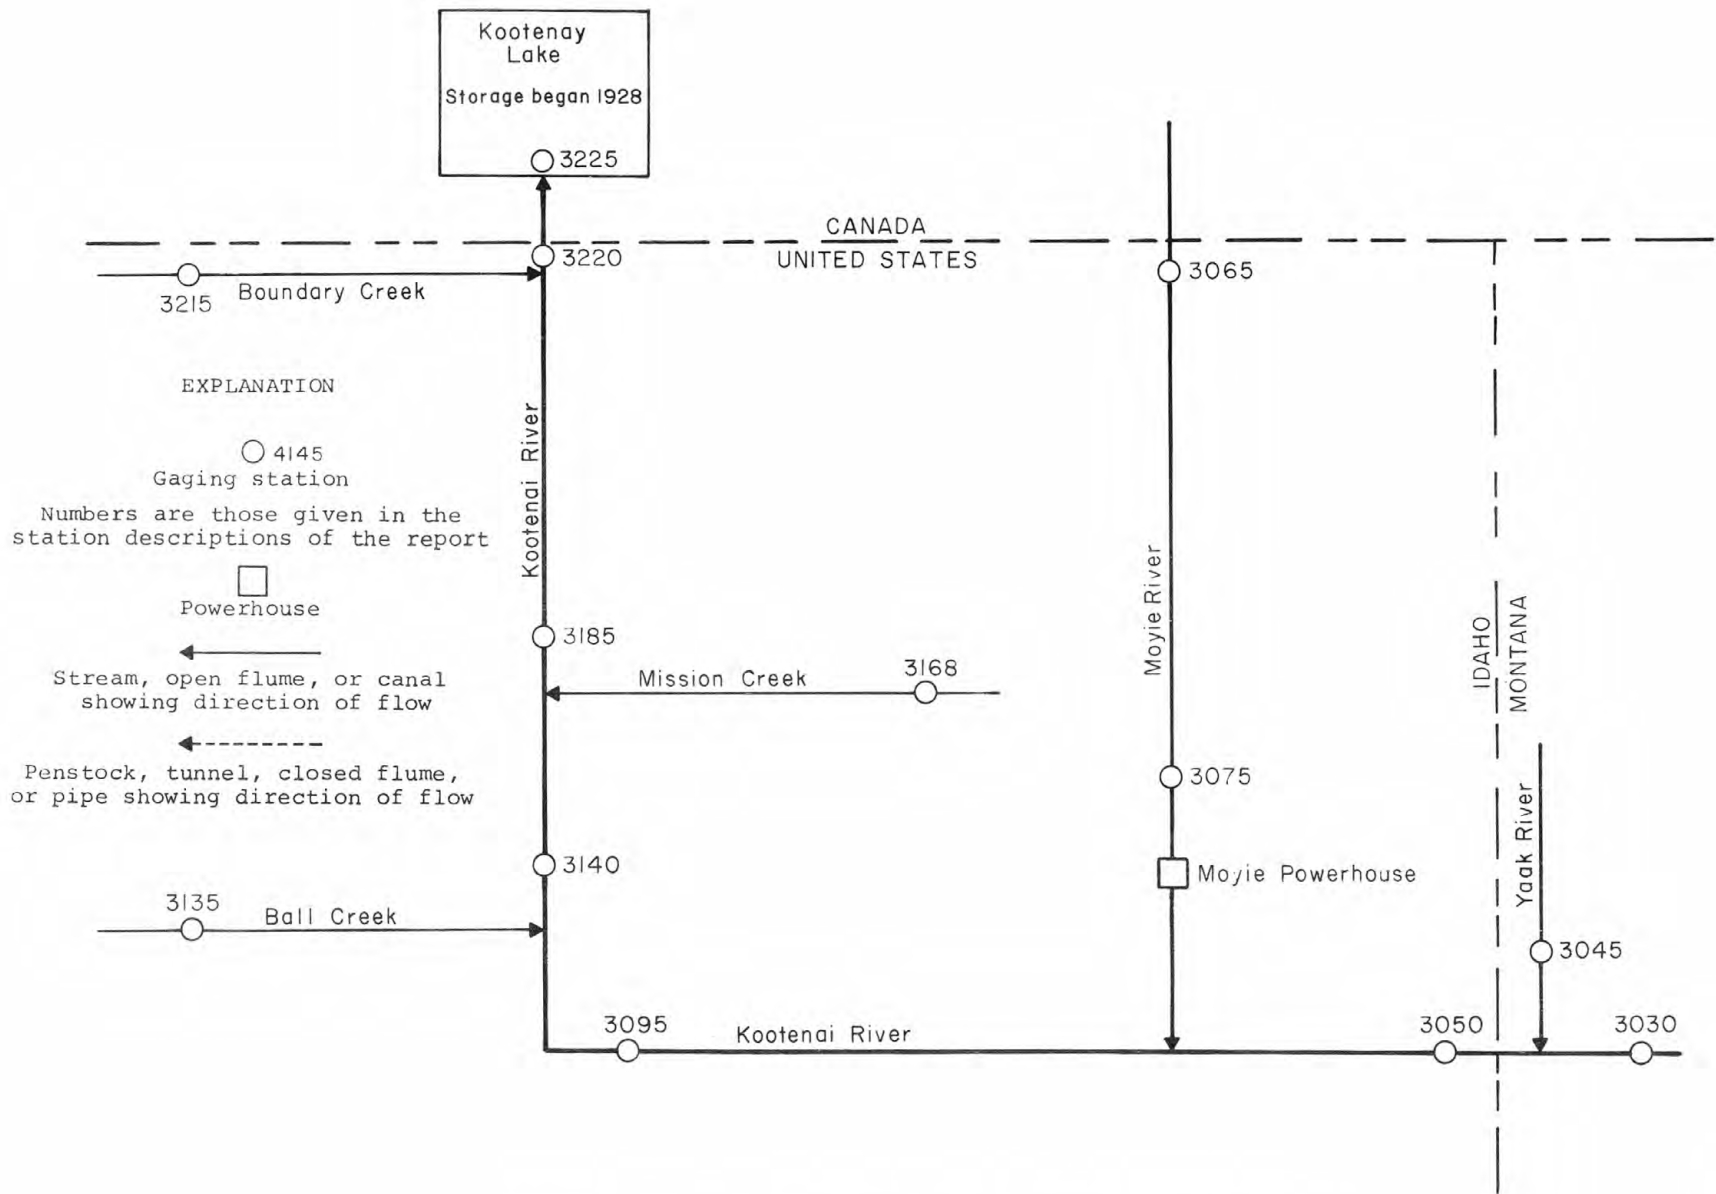 Kootenay
Lake
Storage began 1928
3225
CANADA
UNITED STATES
3220
3065
3215
Boundary Creek
EXPLANATION
4145
Gaging station
Numbers are those given in the
station descriptions of the report
Powerhouse
Stream, open flume, or canal
showing direction of flow
Penstock, tunnel, closed flume,
or pipe showing direction of flow
Kootenai River
3185
Mission Creek
3168
Moyie River
IDAHO
MONTANA
3075
Yaak River
3140
Moyie Powerhouse
3135
Ball Creek
3045
3095
Kootenai River
3050
3030